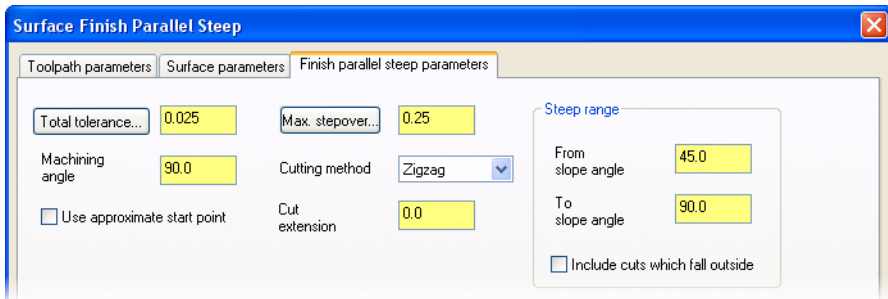 Surface Finish Parallel Steep
Toolpath parameters Surface parameters Finish parallel steep parameters
Total tolerance... 0.025 Max. stepover... 0.25 Steep range
Machining angle 90.0 Cutting method Zigzag From slope angle 45.0
Use approximate start point Cut extension 0.0 To slope angle 90.0
Include cuts which fall outside